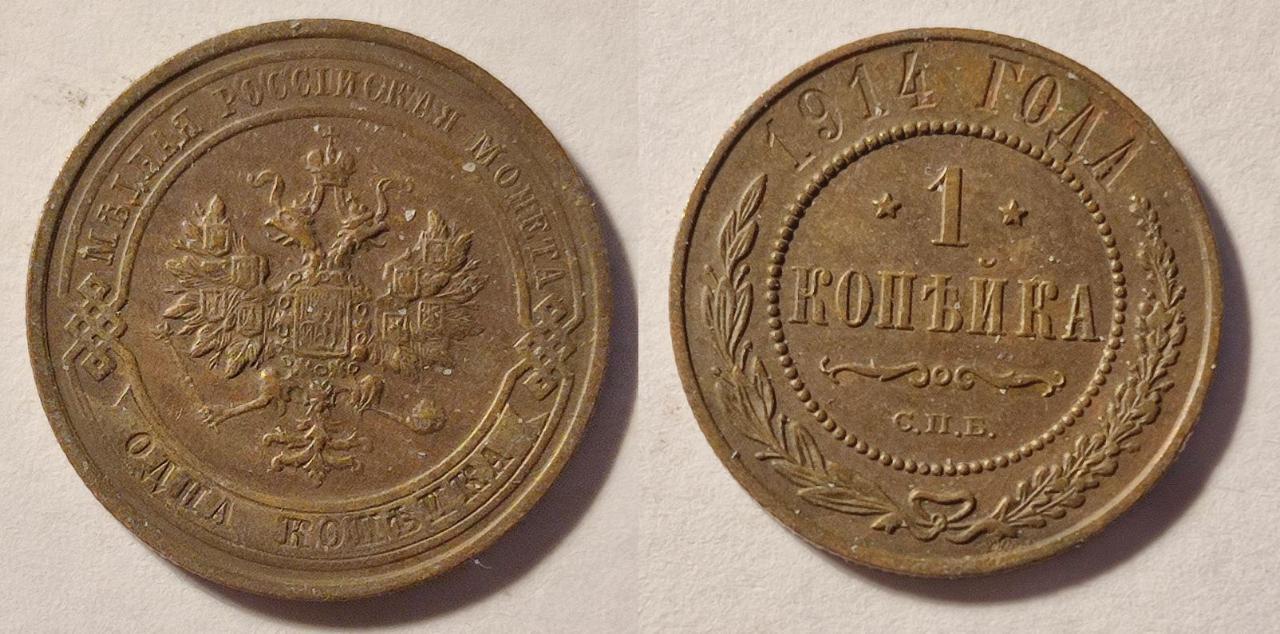 МѢДНАЯ РОССІЙСКАЯ МОНЕТА
ОДНА КОПѢЙКА
1914 ГОДА
1
КОПѢЙКА
С.П.Б.